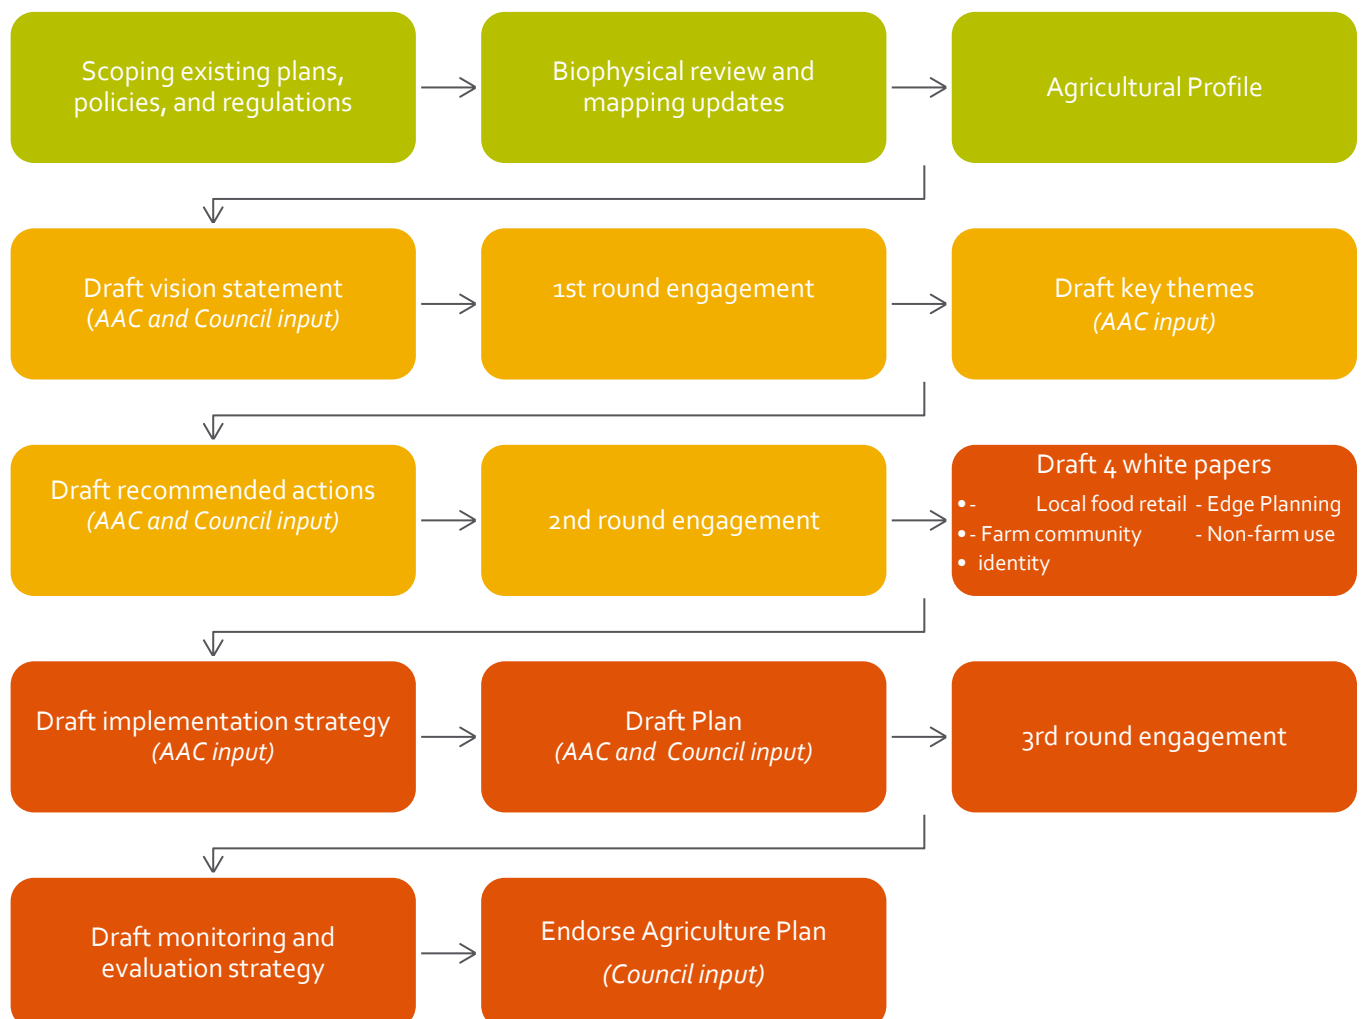 Scoping existing plans,
policies, and regulations
Biophysical review and
mapping updates
Agricultural Profile
Draft vision statement
(AAC and Council input)
1st round engagement
Draft key themes
(AAC input)
Draft recommended actions
(AAC and Council input)
2nd round engagement
Draft 4 white papers
• - Local food retail - Edge Planning
• - Farm community - Non-farm use
• identity
Draft implementation strategy
(AAC input)
Draft Plan
(AAC and Council input)
3rd round engagement
Draft monitoring and
evaluation strategy
Endorse Agriculture Plan
(Council input)